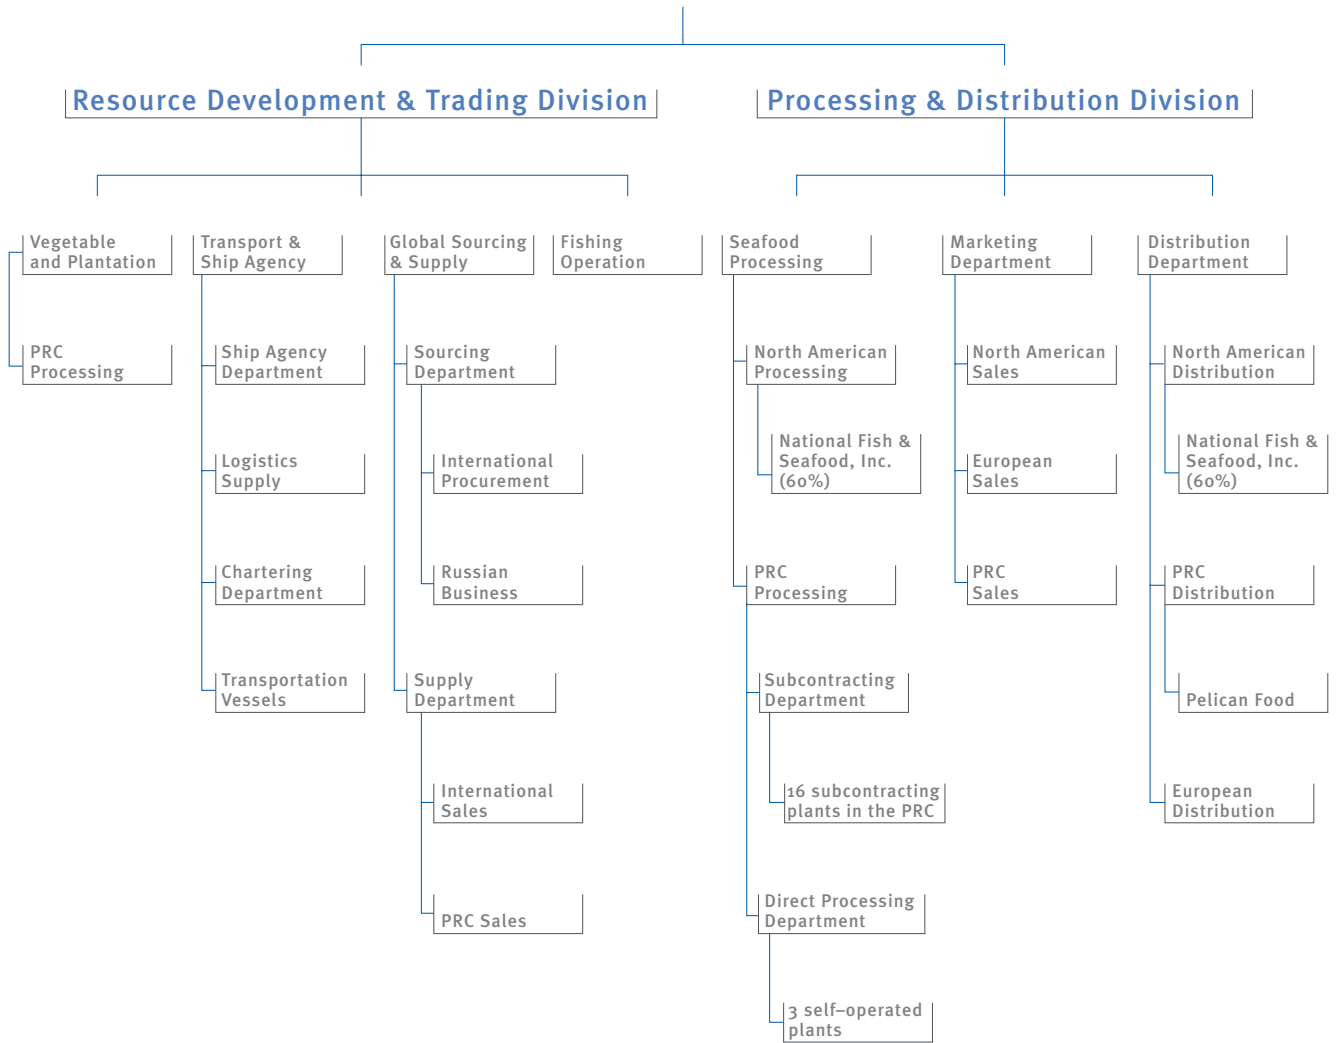 Resource Development & Trading Division
Processing & Distribution Division
Vegetable
and Plantation
PRC
Processing
Transport &
Ship Agency
Ship Agency
Department
Logistics
Supply
Chartering
Department
Transportation
Vessels
Global Sourcing
& Supply
Sourcing
Department
International
Procurement
Russian
Business
Supply
Department
International
Sales
PRC Sales
Fishing
Operation
Seafood
Processing
North American
Processing
National Fish &
Seafood, Inc.
(60%)
PRC
Processing
Subcontracting
Department
16 subcontracting
plants in the PRC
Direct Processing
Department
3 self–operated
plants
Marketing
Department
North American
Sales
European
Sales
PRC
Sales
Distribution
Department
North American
Distribution
National Fish &
Seafood, Inc.
(60%)
PRC
Distribution
Pelican Food
European
Distribution